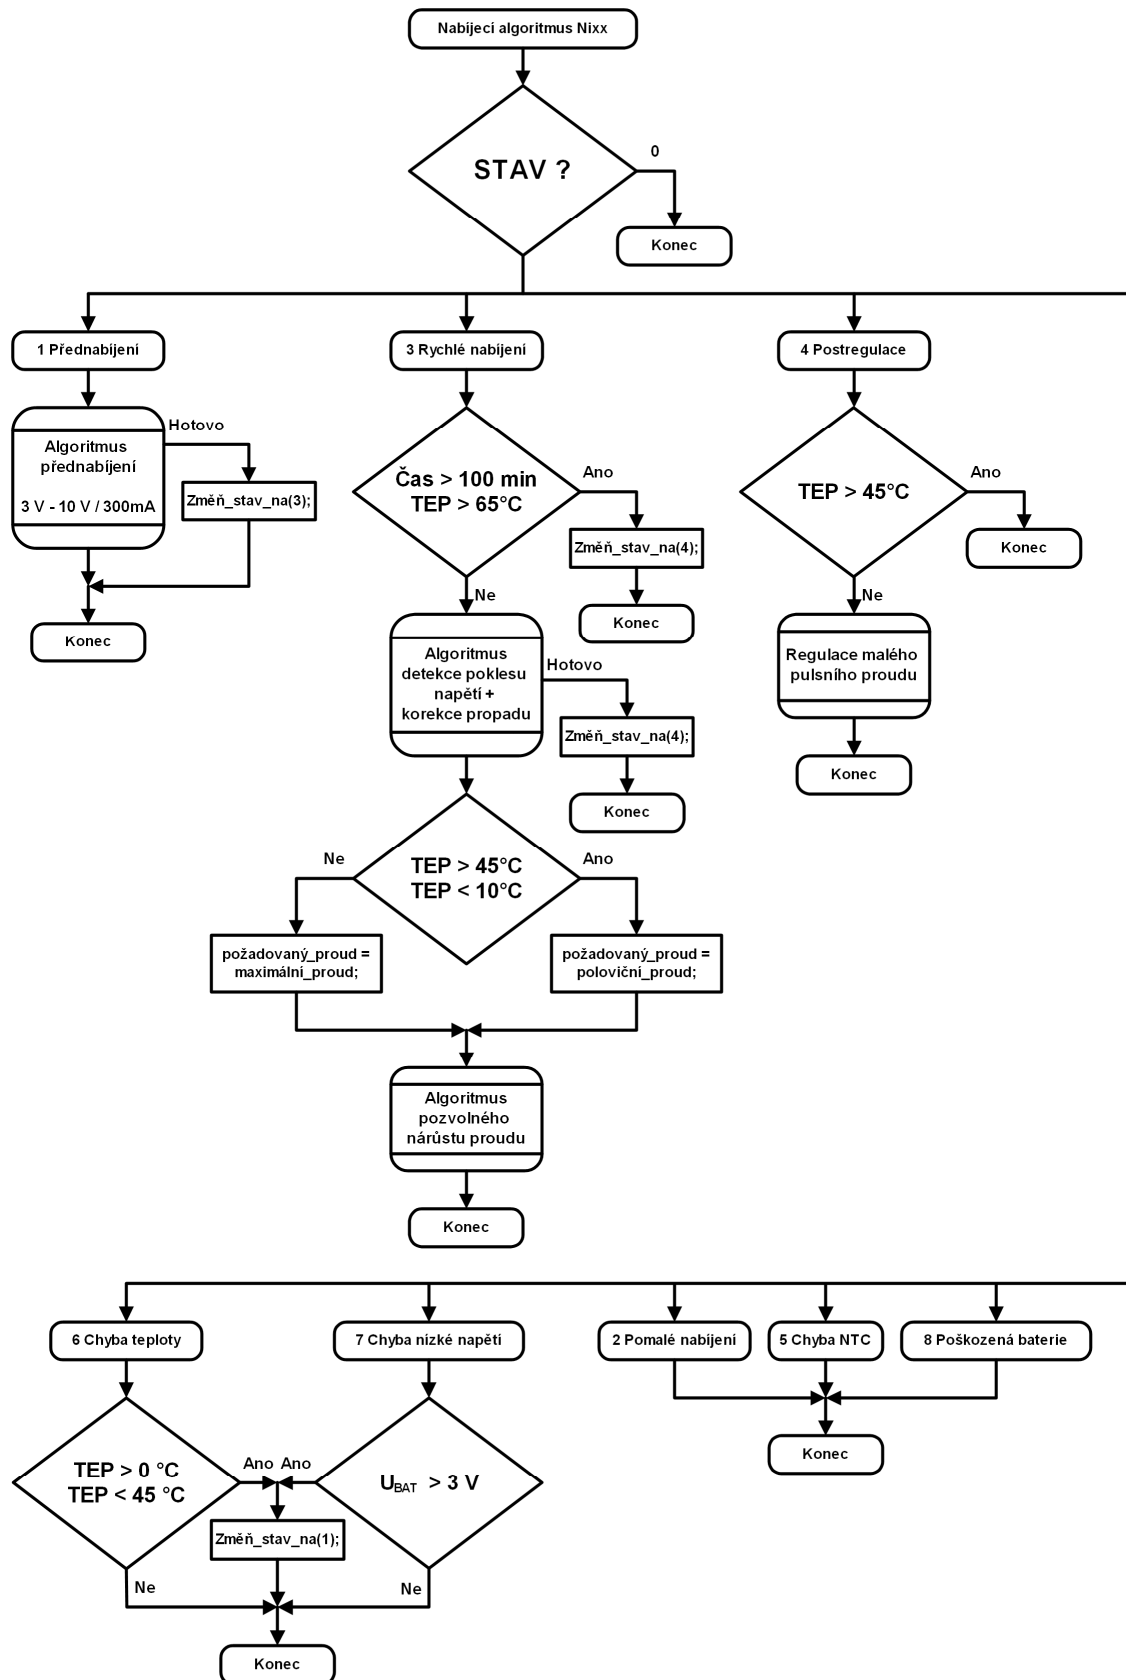 Nabíjecí algoritmus Nixx
STAV ?
0
Konec
1 Přednabíjení
Algoritmus
přednabíjení
3 V - 10 V / 300mA
Hotovo
Změň_stav_na(3);
Konec
3 Rychlé nabíjení
Čas > 100 min
TEP > 65°C
Ano
Změň_stav_na(4);
Konec
Ne
Algoritmus
detekce poklesu
napětí +
korekce propadu
Hotovo
Změň_stav_na(4);
Konec
TEP > 45°C
TEP < 10°C
Ne
Ano
požadovaný_proud =
maximální_proud;
požadovaný_proud =
poloviční_proud;
Algoritmus
pozvolného
nárůstu proudu
Konec
4 Postregulace
TEP > 45°C
Ano
Konec
Ne
Regulace malého
pulsního proudu
Konec
6 Chyba teploty
TEP > 0 °C
TEP < 45 °C
Ano
Ne
7 Chyba nízké napětí
U_BAT > 3 V
Ano
Ne
Změň_stav_na(1);
Konec
2 Pomalé nabíjení
5 Chyba NTC
8 Poškozená baterie
Konec